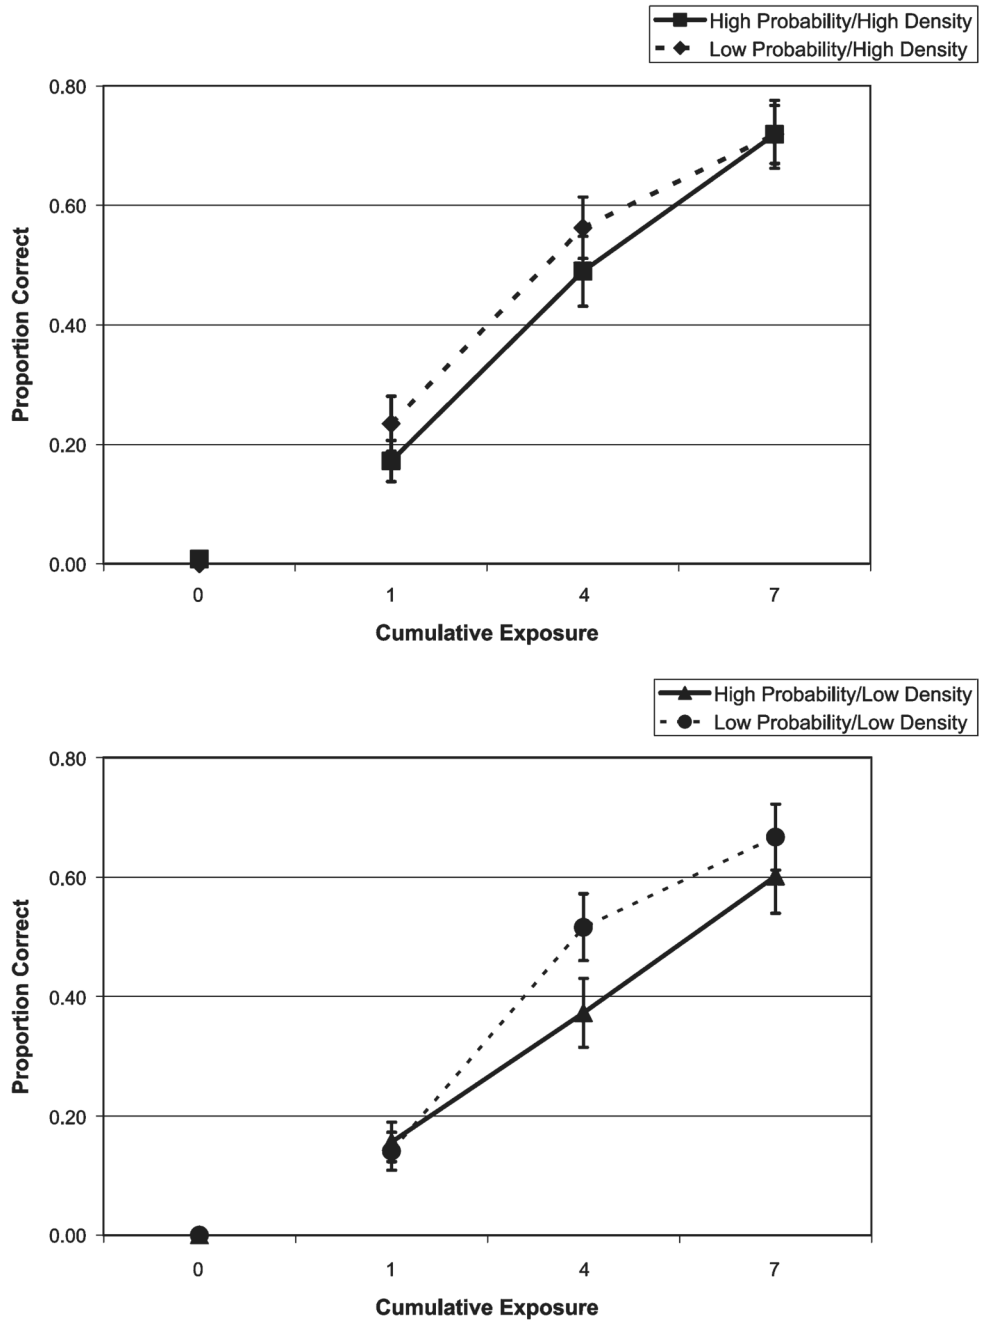 High Probability/High Density
Low Probability/High Density
0.80
0.60
0.40
0.20
0.00
Proportion Correct
0 1 4 7
Cumulative Exposure
High Probability/Low Density
Low Probability/Low Density
0.80
0.60
0.40
0.20
0.00
Proportion Correct
0 1 4 7
Cumulative Exposure